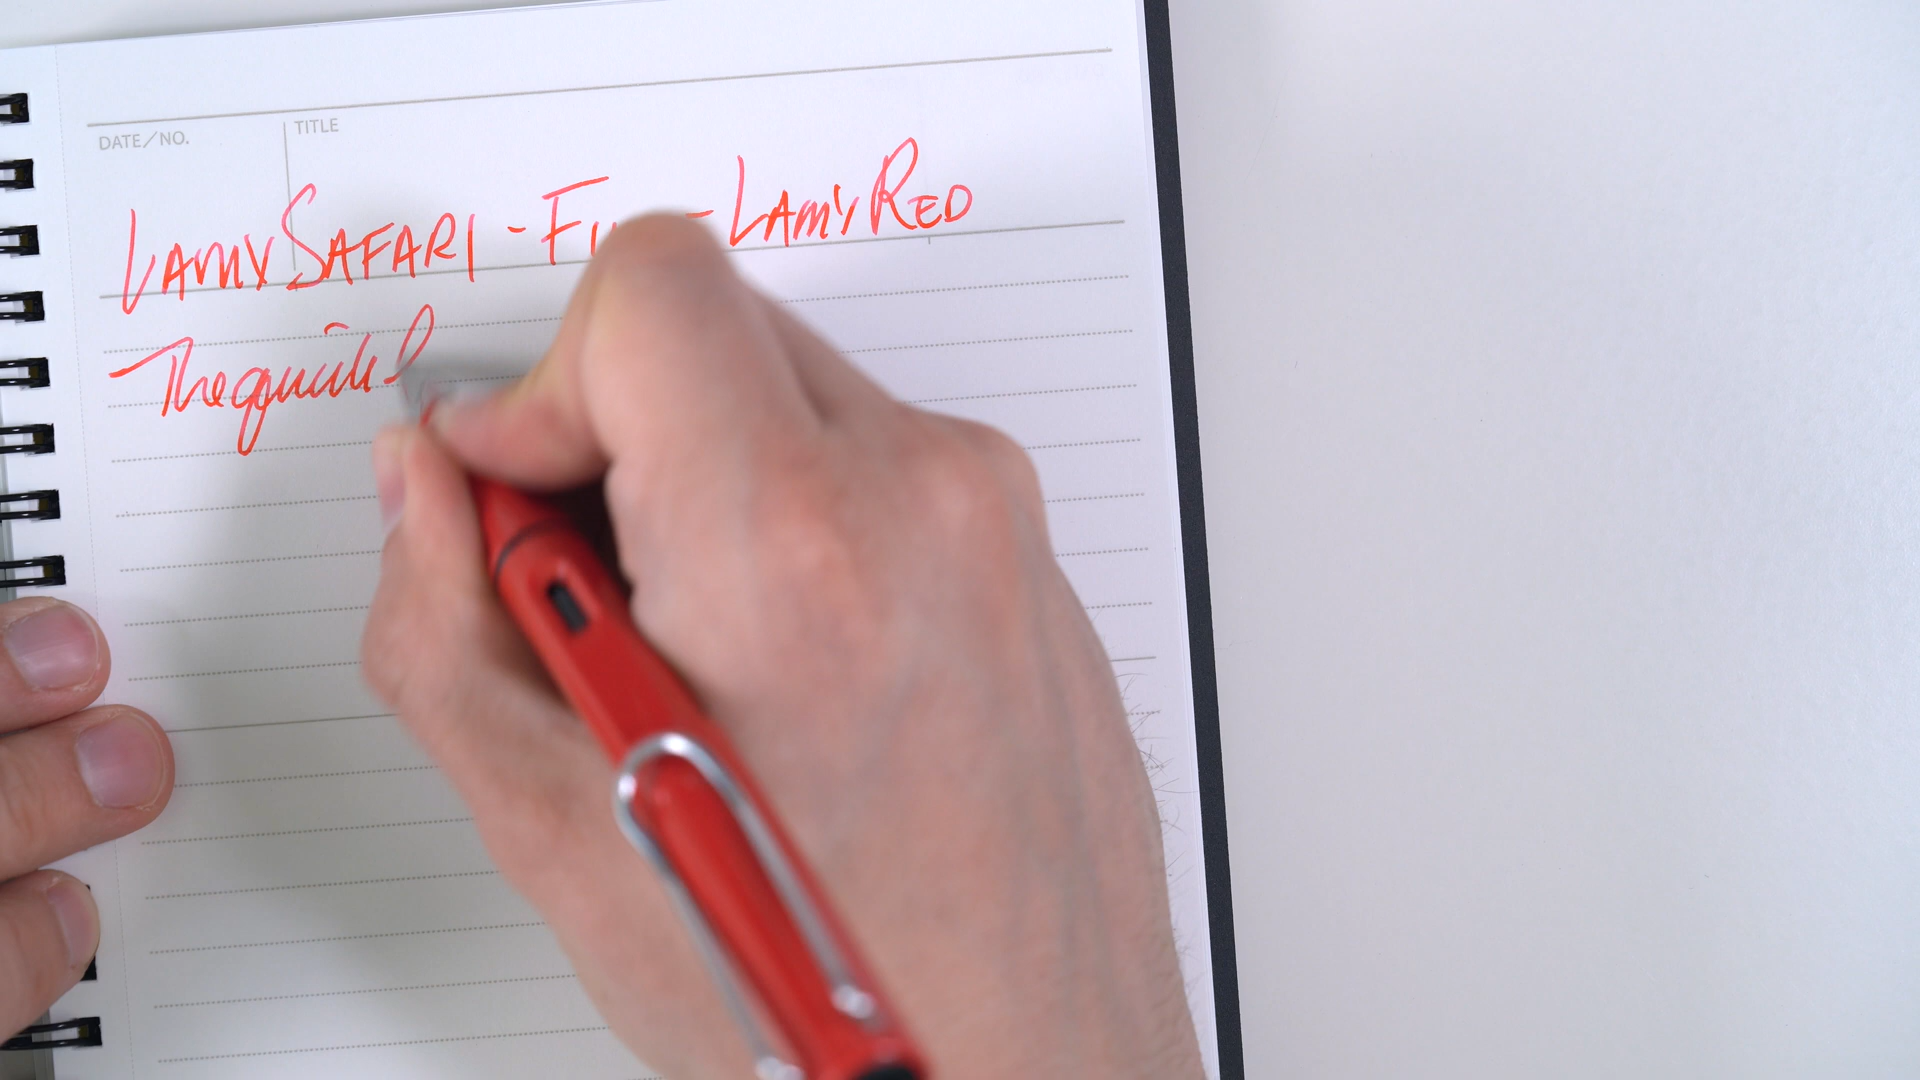 DATE/NO. TITLE
LAMY SAFARI - - LAMY RED
The quick